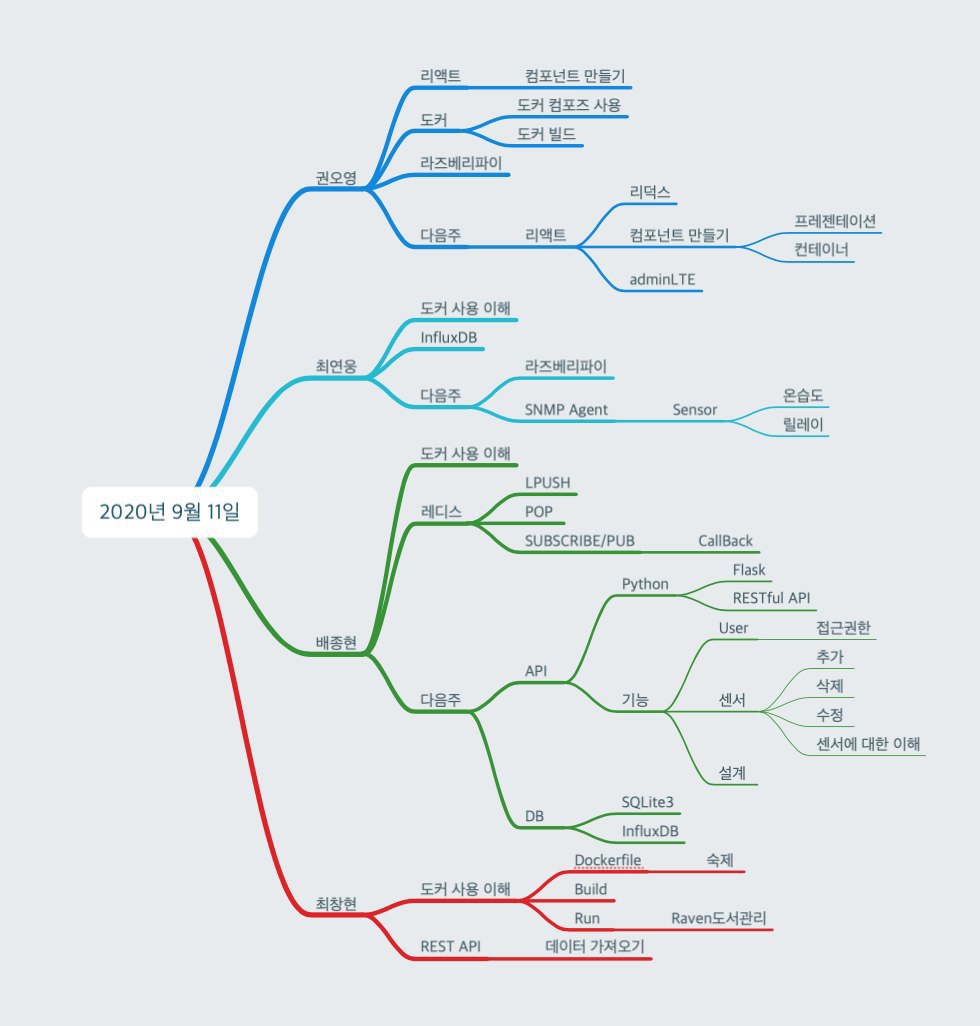 2020년 9월 11일
권오영
리액트
컴포넌트 만들기
도커
도커 컴포즈 사용
도커 빌드
라즈베리파이
다음주
리액트
리덕스
컴포넌트 만들기
프레젠테이션
컨테이너
adminLTE
최연웅
도커 사용 이해
InfluxDB
다음주
라즈베리파이
SNMP Agent
Sensor
온습도
릴레이
배종현
도커 사용 이해
레디스
LPUSH
POP
SUBSCRIBE/PUB
CallBack
다음주
API
Python
Flask
RESTful API
기능
User
접근권한
센서
추가
삭제
수정
센서에 대한 이해
설계
DB
SQLite3
InfluxDB
최창현
도커 사용 이해
Dockerfile
숙제
Build
Run
Raven도서관리
REST API
데이터 가져오기